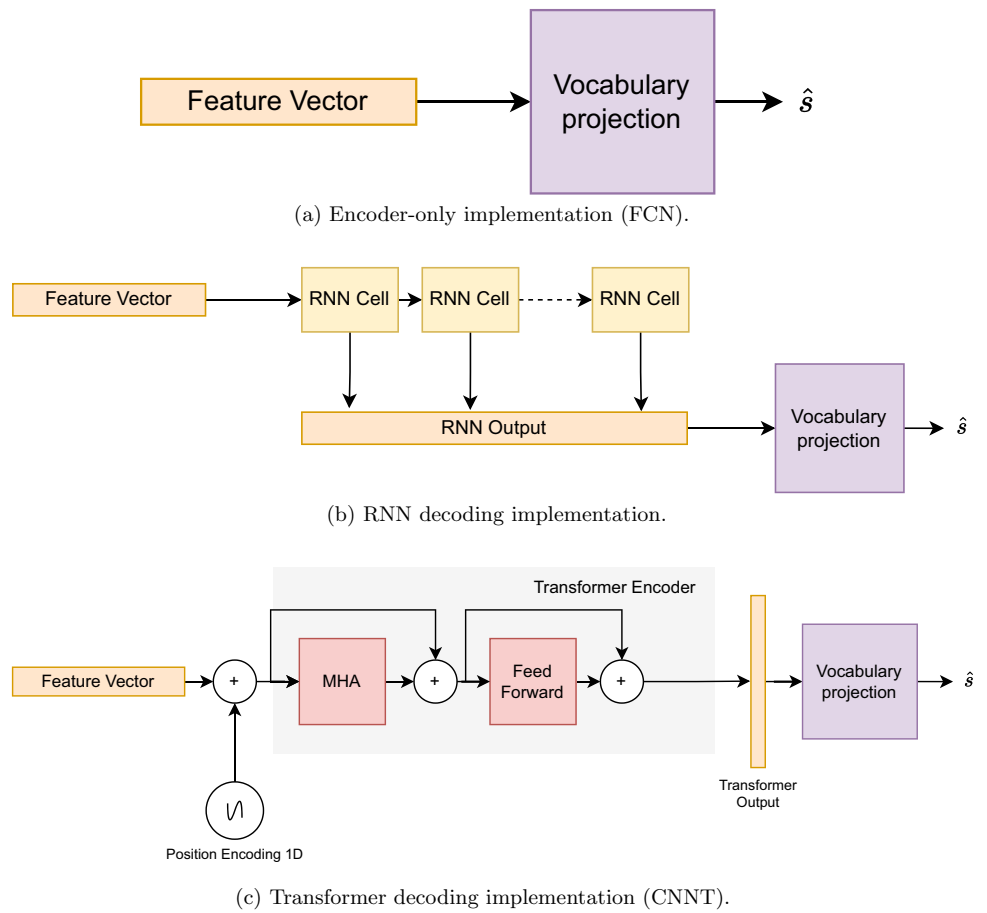 Feature Vector
Vocabulary
projection
ŝ
(a) Encoder-only implementation (FCN).
Feature Vector
RNN Cell
RNN Cell
RNN Cell
RNN Output
Vocabulary
projection
ŝ
(b) RNN decoding implementation.
Transformer Encoder
Feature Vector
+
MHA
+
Feed
Forward
+
Vocabulary
projection
ŝ
Transformer
Output
Position Encoding 1D
(c) Transformer decoding implementation (CNNT).